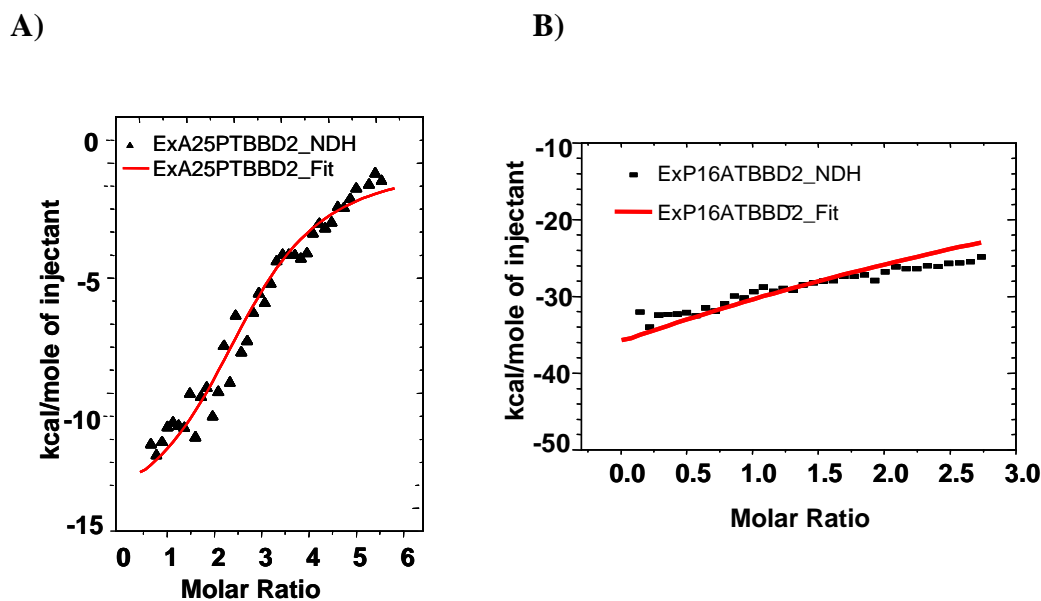 A)
0
ExA25PTBBD2_NDH
ExA25PTBBD2_Fit
-5
-10
-15
kcal/mole of injectant
0 1 2 3 4 5 6
Molar Ratio
B)
-10
ExP16ATBBD2_NDH
-20
ExP16ATBBD2_Fit
-30
-40
-50
kcal/mole of injectant
0.0 0.5 1.0 1.5 2.0 2.5 3.0
Molar Ratio